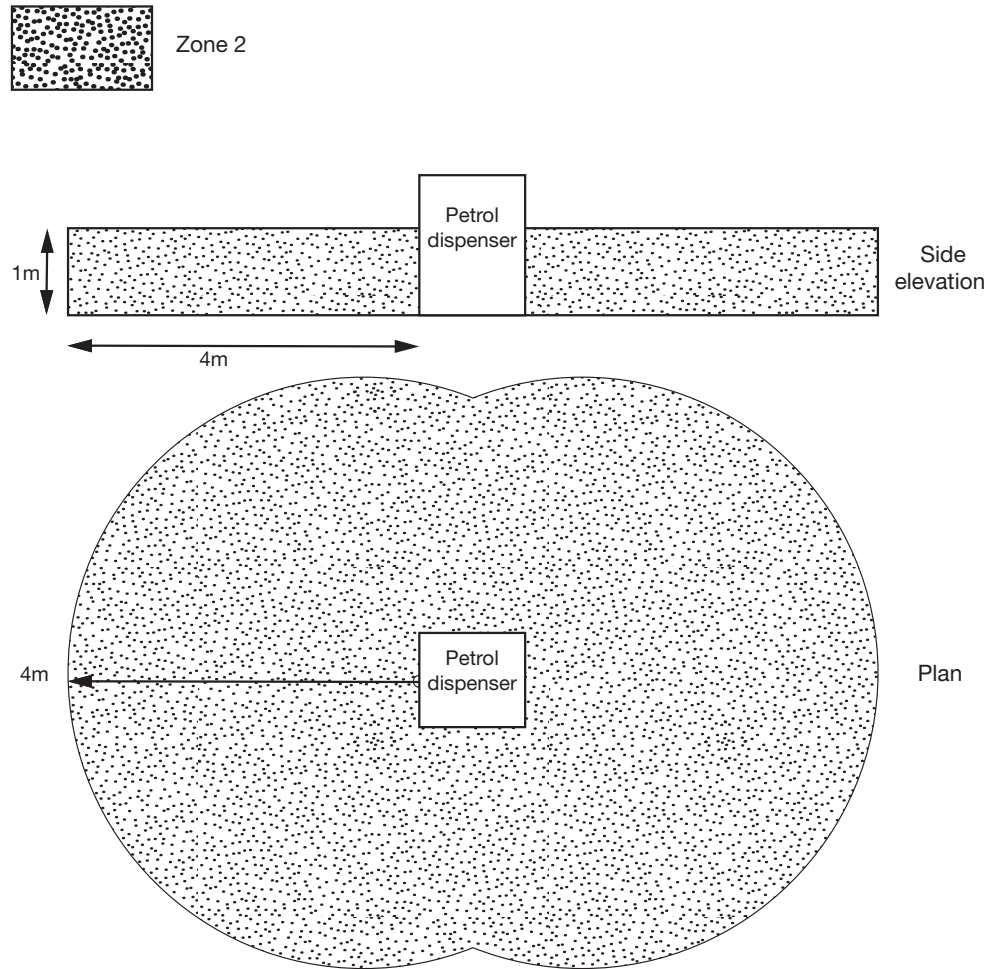 Zone 2
Petrol
dispenser
1m
Side
elevation
4m
Petrol
dispenser
4m
Plan